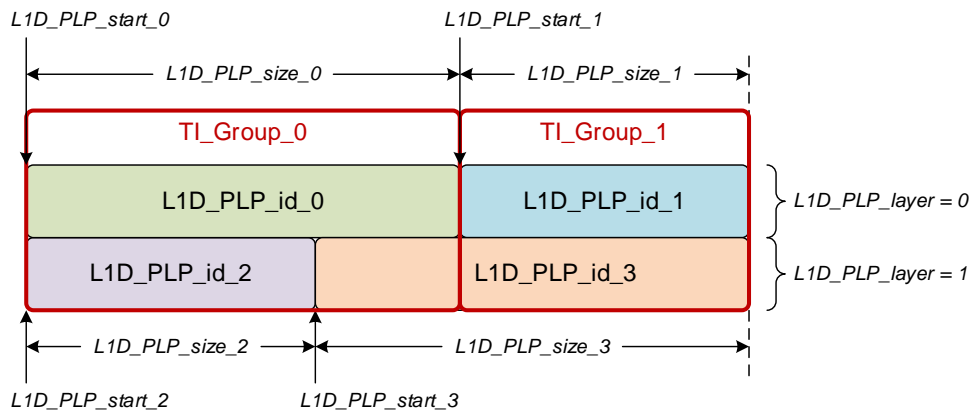 L1D_PLP_start_0 L1D_PLP_start_1
L1D_PLP_size_0 L1D_PLP_size_1
TI_Group_0 TI_Group_1
L1D_PLP_id_0 L1D_PLP_id_1 L1D_PLP_layer = 0
L1D_PLP_id_2 L1D_PLP_id_3 L1D_PLP_layer = 1
L1D_PLP_size_2 L1D_PLP_size_3
L1D_PLP_start_2 L1D_PLP_start_3